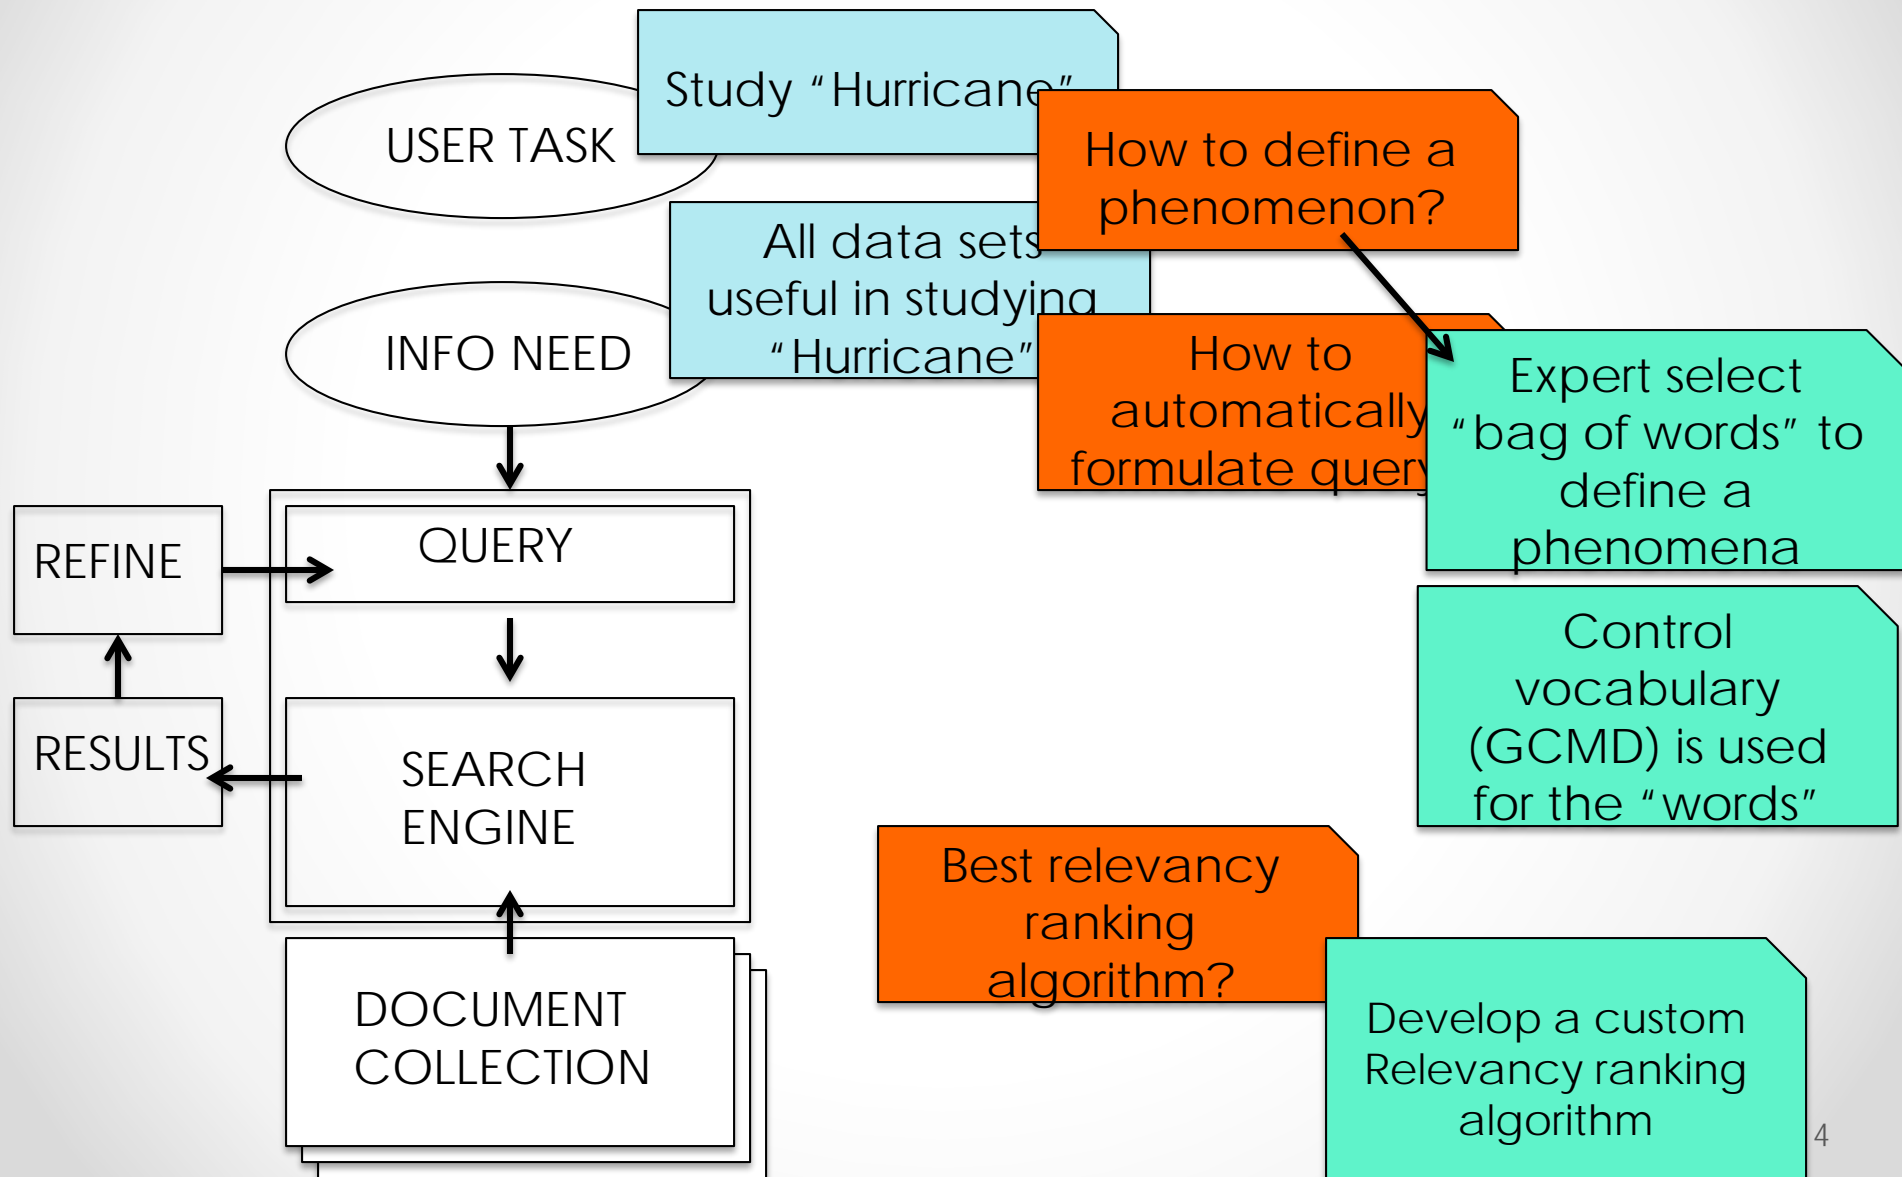 USER TASK
Study “Hurricane”
How to define a
phenomenon?
INFO NEED
All data sets
useful in studying
“Hurricane”
How to
automatically
formulate query
Expert select
“bag of words” to
define a
phenomena
REFINE
QUERY
Control
vocabulary
(GCMD) is used
for the “words”
RESULTS
SEARCH
ENGINE
Best relevancy
ranking
algorithm?
DOCUMENT
COLLECTION
Develop a custom
Relevancy ranking
algorithm
4